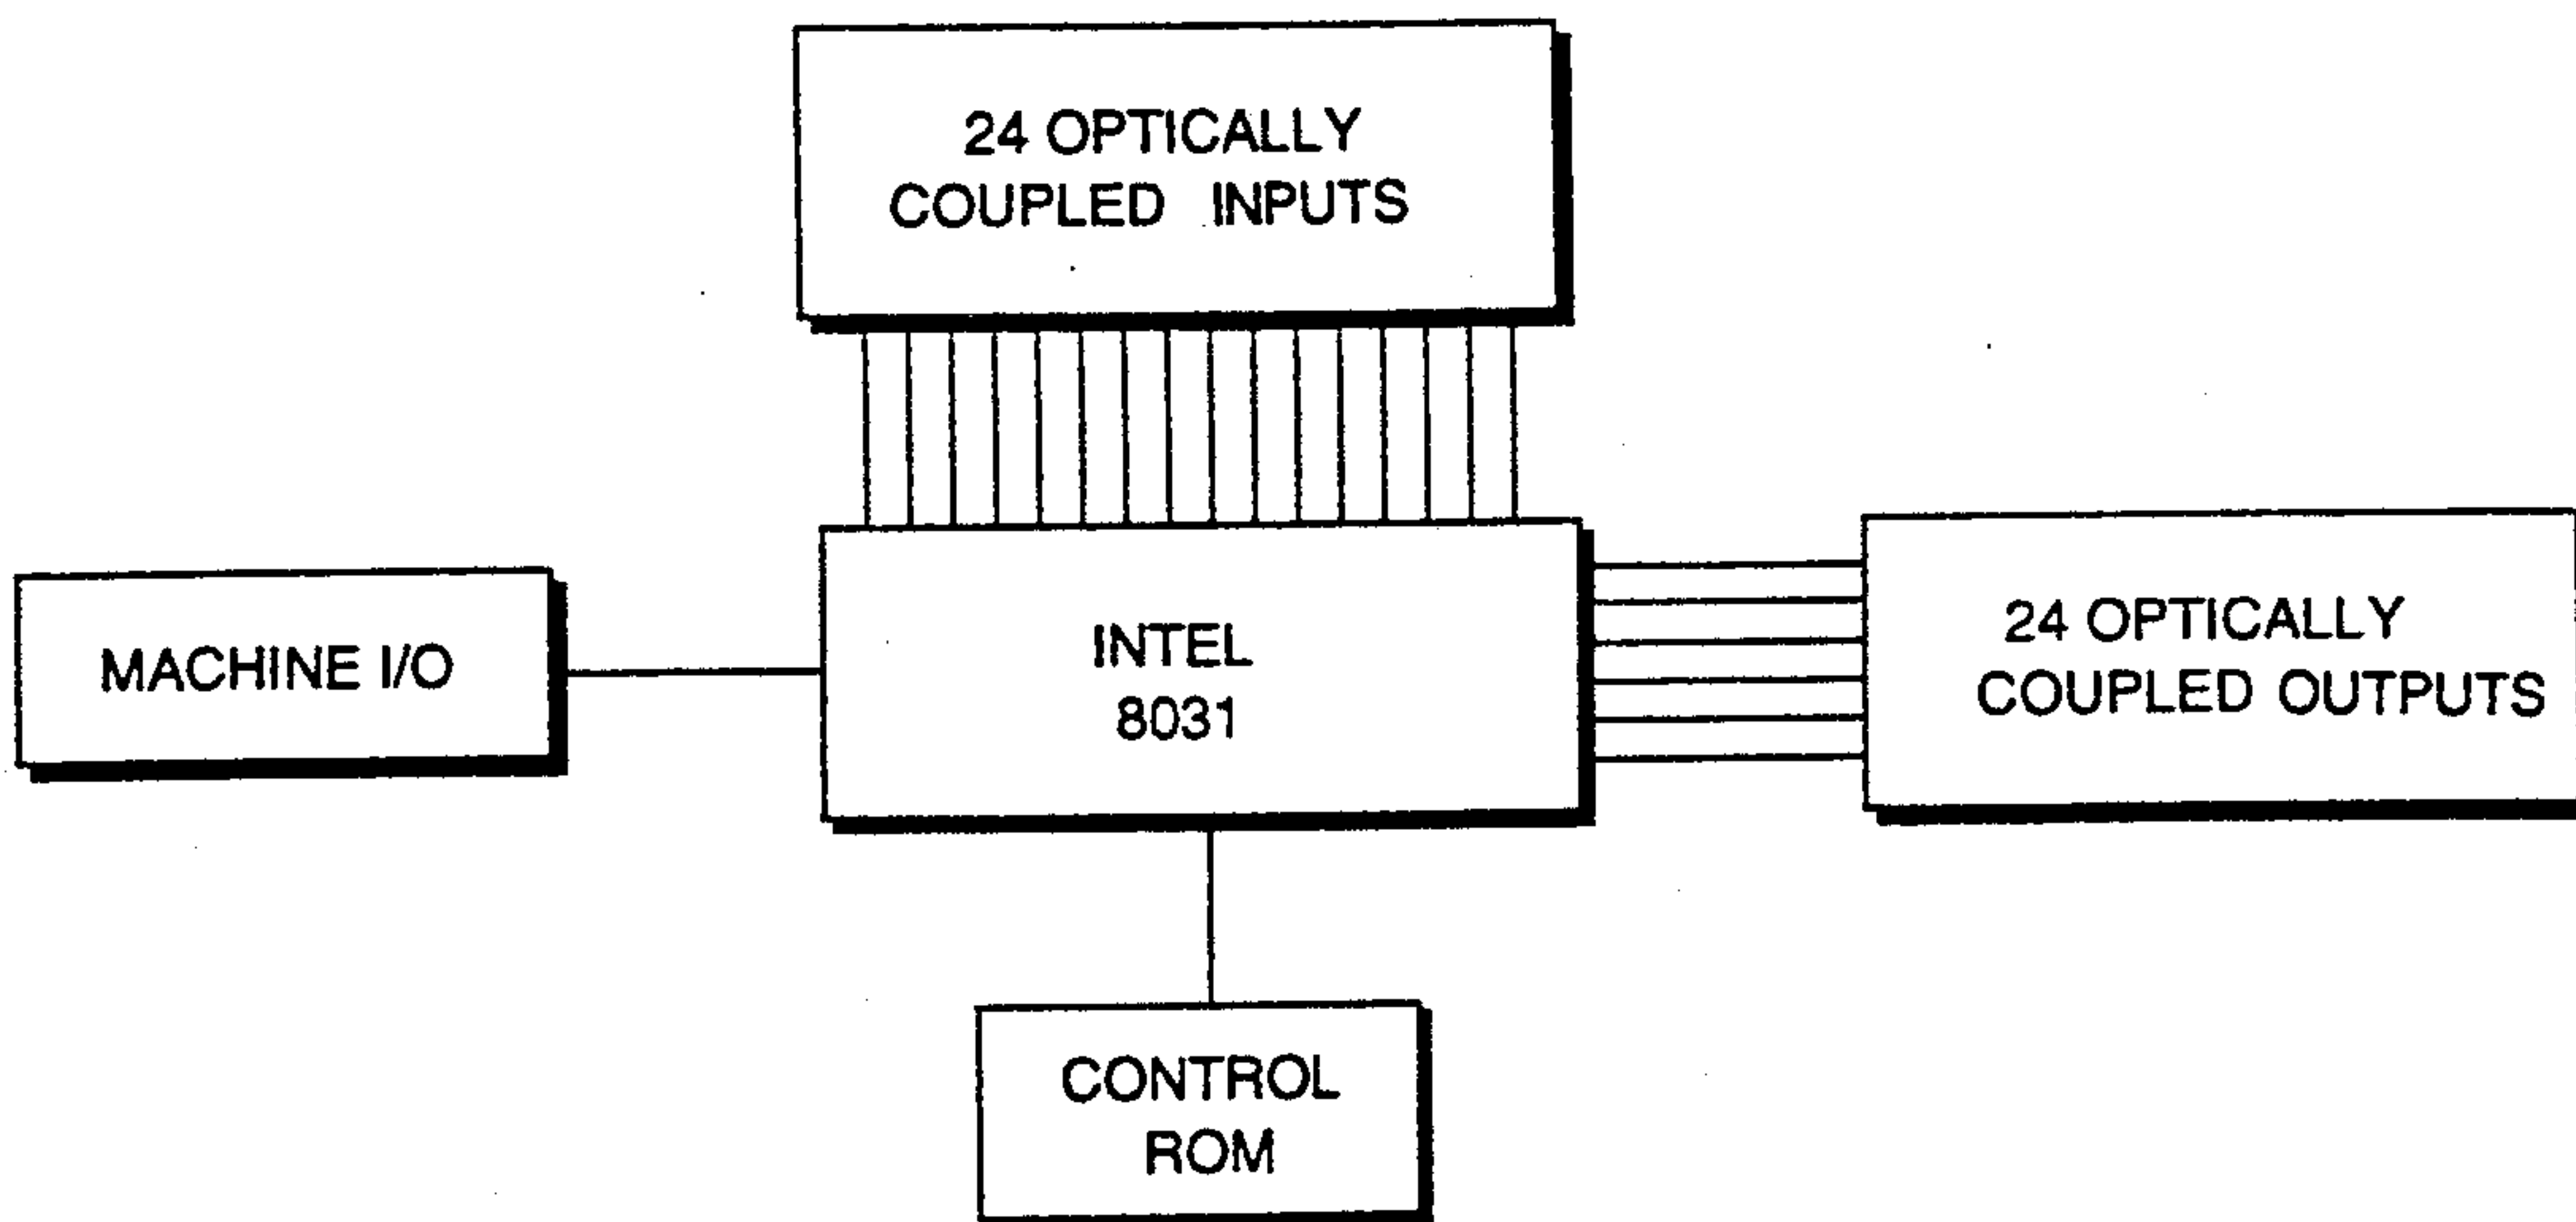 24 OPTICALLY
COUPLED INPUTS
MACHINE I/O
INTEL
8031
24 OPTICALLY
COUPLED OUTPUTS
CONTROL
ROM